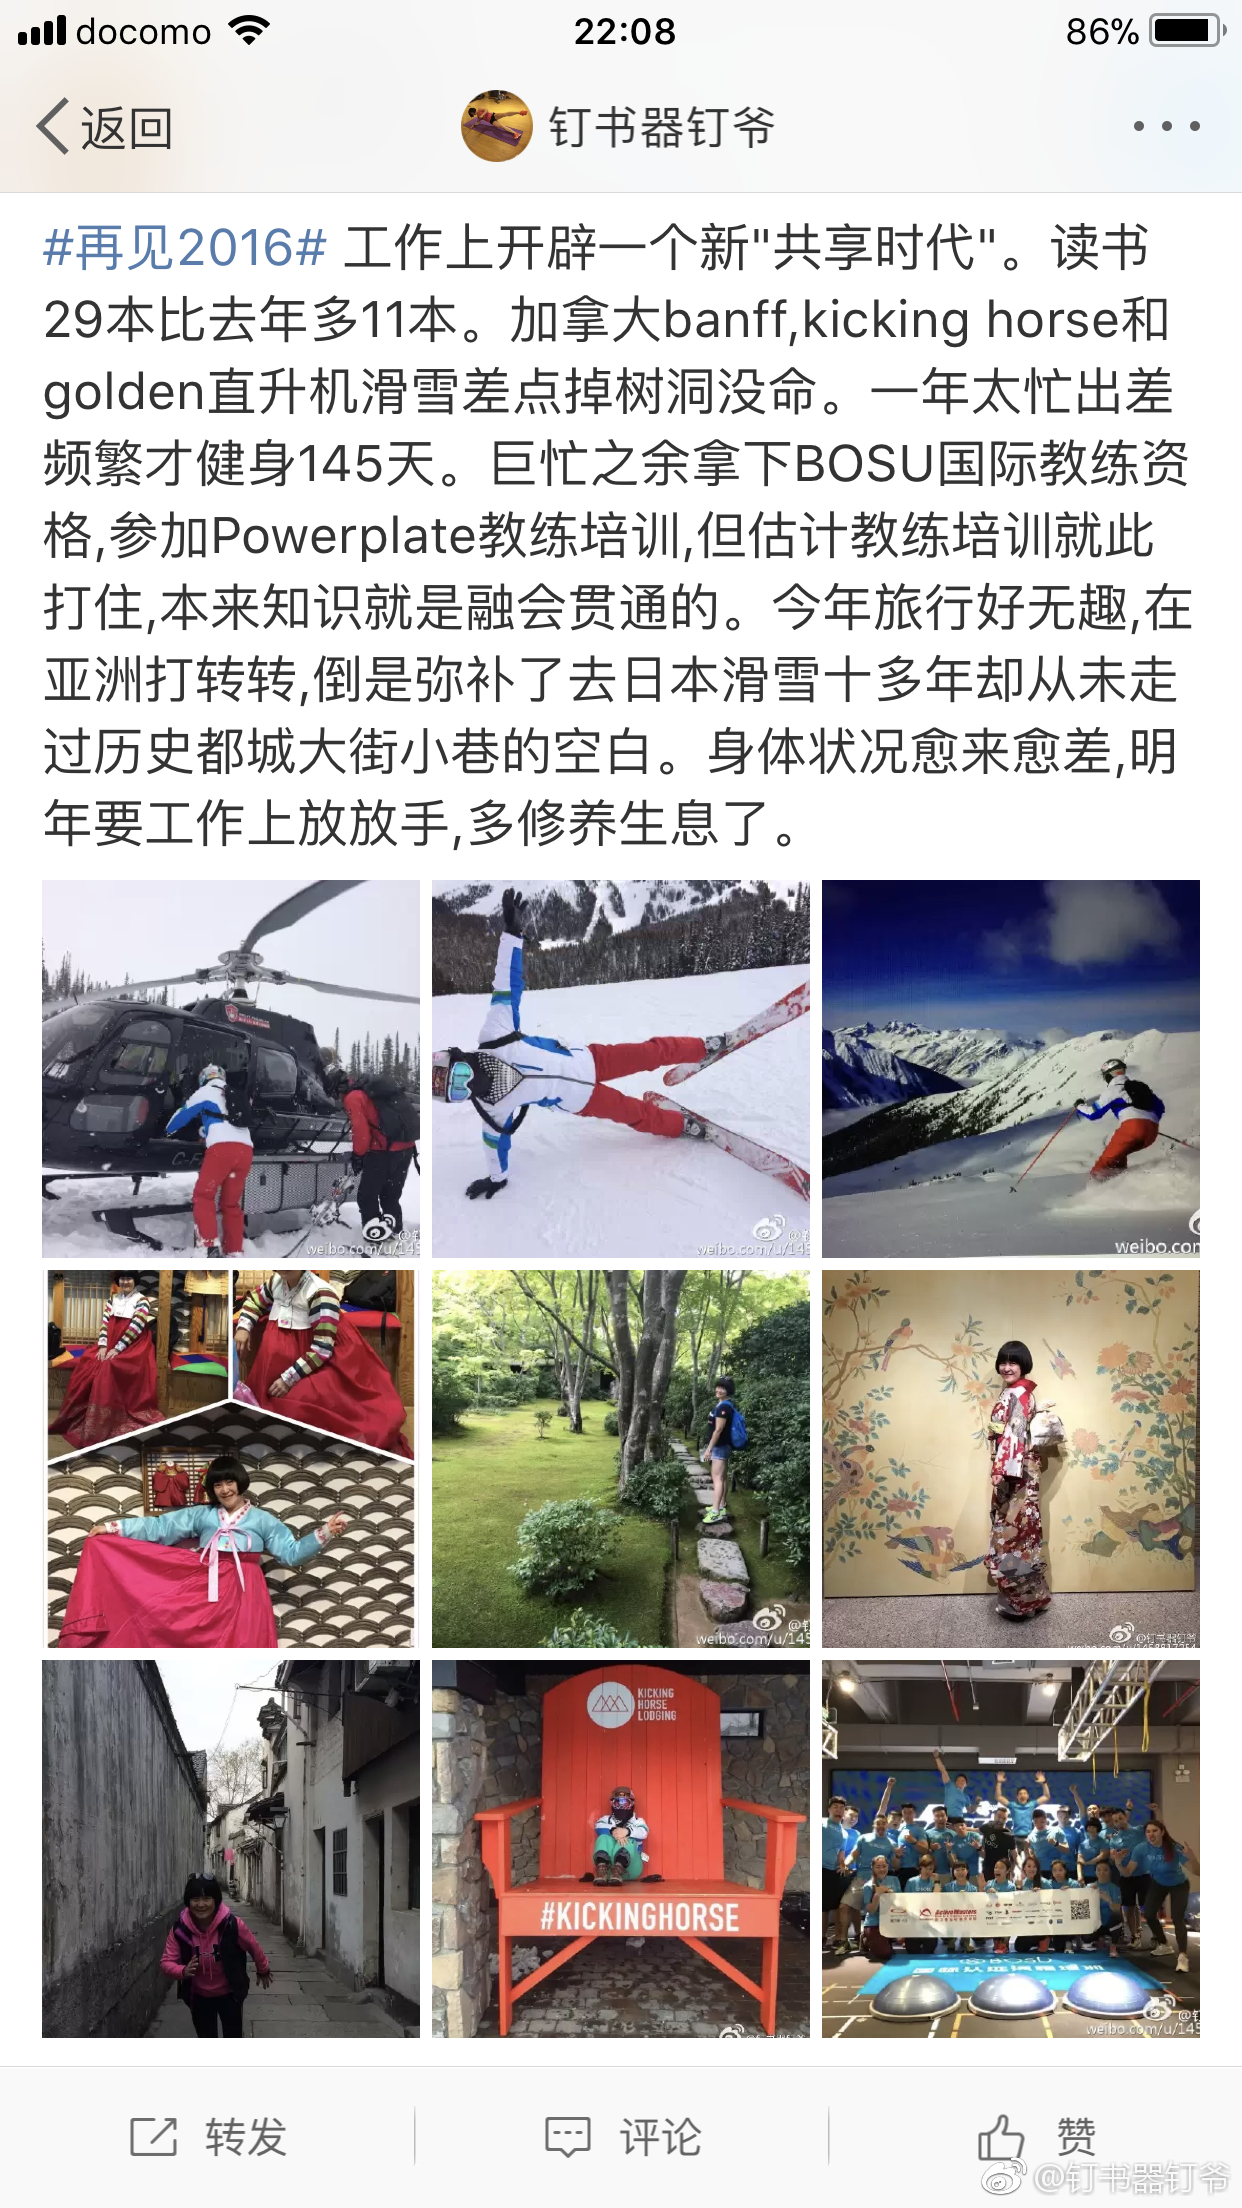 docomo 22:08 86%
返回 钉书器钉爷
#再见2016# 工作上开辟一个新"共享时代"。读书
29本比去年多11本。加拿大banff,kicking horse和
golden直升机滑雪差点掉树洞没命。一年太忙出差
频繁才健身145天。巨忙之余拿下BOSU国际教练资
格,参加Powerplate教练培训,但估计教练培训就此
打住,本来知识就是融会贯通的。今年旅行好无趣,在
亚洲打转转,倒是弥补了去日本滑雪十多年却从未走
过历史都城大街小巷的空白。身体状况愈来愈差,明
年要工作上放放手,多修养生息了。
weibo.com/u/145
weibo.com/u/145
weibo.com
weibo.com/u/145
@钉书器钉爷
KICKING
HORSE
LODGING
#KICKINGHORSE
ActiveMasters
BOSU
weibo.com/u/145
转发 评论 赞
@钉书器钉爷